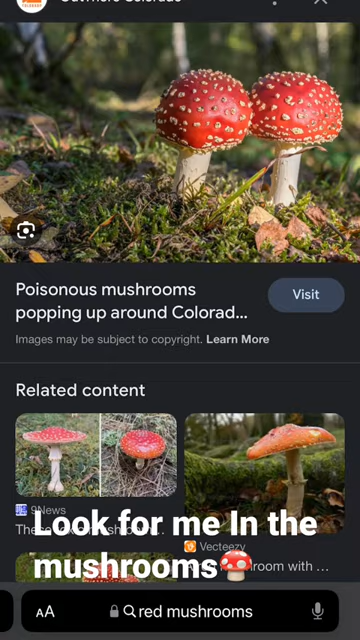 Poisonous mushrooms
popping up around Colorad...
Visit
Images may be subject to copyright. Learn More
Related content
9News
Vecteezy
Look for me In the
mushrooms🍄
room with ...
AA
red mushrooms